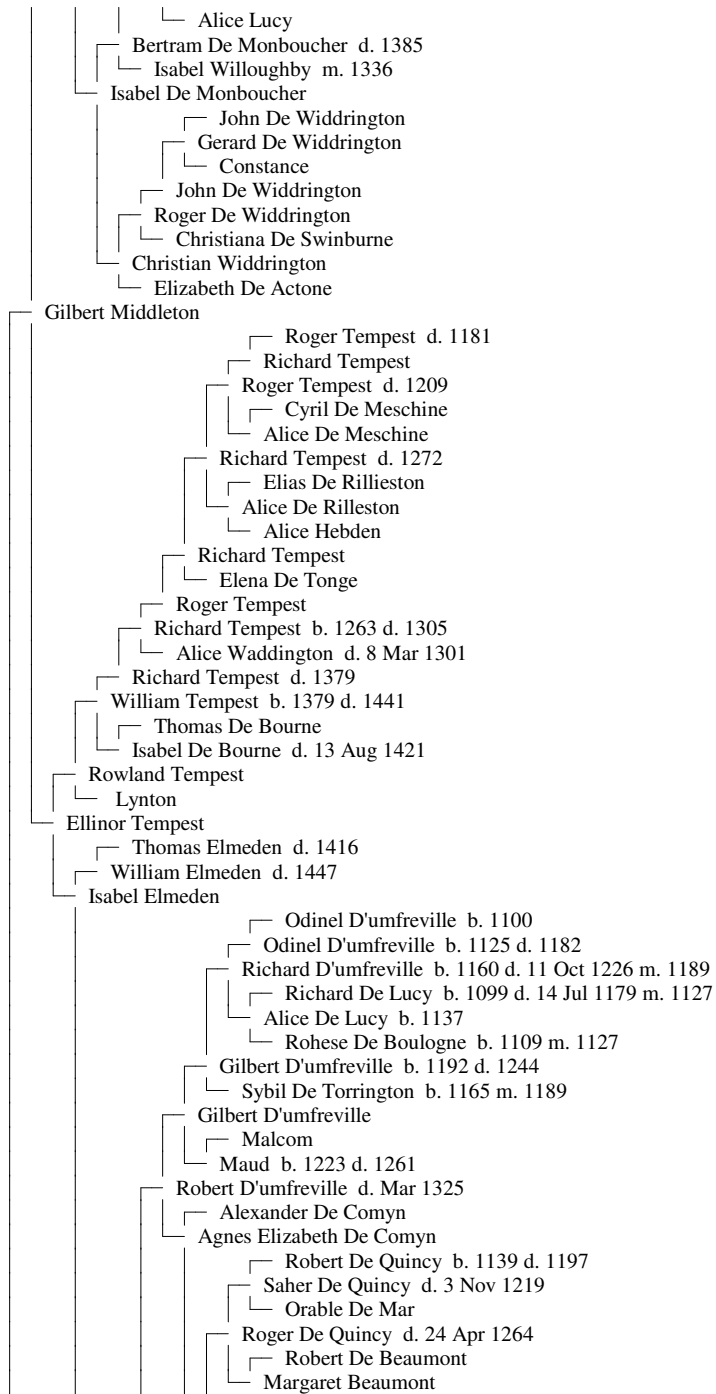 Alice Lucy
Bertram De Monboucher d. 1385
Isabel Willoughby m. 1336
Isabel De Monboucher
John De Widdrington
Gerard De Widdrington
Constance
John De Widdrington
Roger De Widdrington
Christiana De Swinburne
Christian Widdrington
Elizabeth De Actone
Gilbert Middleton
Roger Tempest d. 1181
Richard Tempest
Roger Tempest d. 1209
Cyril De Meschine
Alice De Meschine
Richard Tempest d. 1272
Elias De Rillieston
Alice De Rilleston
Alice Hebden
Richard Tempest
Elena De Tonge
Roger Tempest
Richard Tempest b. 1263 d. 1305
Alice Waddington d. 8 Mar 1301
Richard Tempest d. 1379
William Tempest b. 1379 d. 1441
Thomas De Bourne
Isabel De Bourne d. 13 Aug 1421
Rowland Tempest
Lynton
Ellinor Tempest
Thomas Elmeden d. 1416
William Elmeden d. 1447
Isabel Elmeden
Odinel D'umfreville b. 1100
Odinel D'umfreville b. 1125 d. 1182
Richard D'umfreville b. 1160 d. 11 Oct 1226 m. 1189
Richard De Lucy b. 1099 d. 14 Jul 1179 m. 1127
Alice De Lucy b. 1137
Rohese De Boulogne b. 1109 m. 1127
Gilbert D'umfreville b. 1192 d. 1244
Sybil De Torrington b. 1165 m. 1189
Gilbert D'umfreville
Malcom
Maud b. 1223 d. 1261
Robert D'umfreville d. Mar 1325
Alexander De Comyn
Agnes Elizabeth De Comyn
Robert De Quincy b. 1139 d. 1197
Saher De Quincy d. 3 Nov 1219
Orable De Mar
Roger De Quincy d. 24 Apr 1264
Robert De Beaumont
Margaret Beaumont